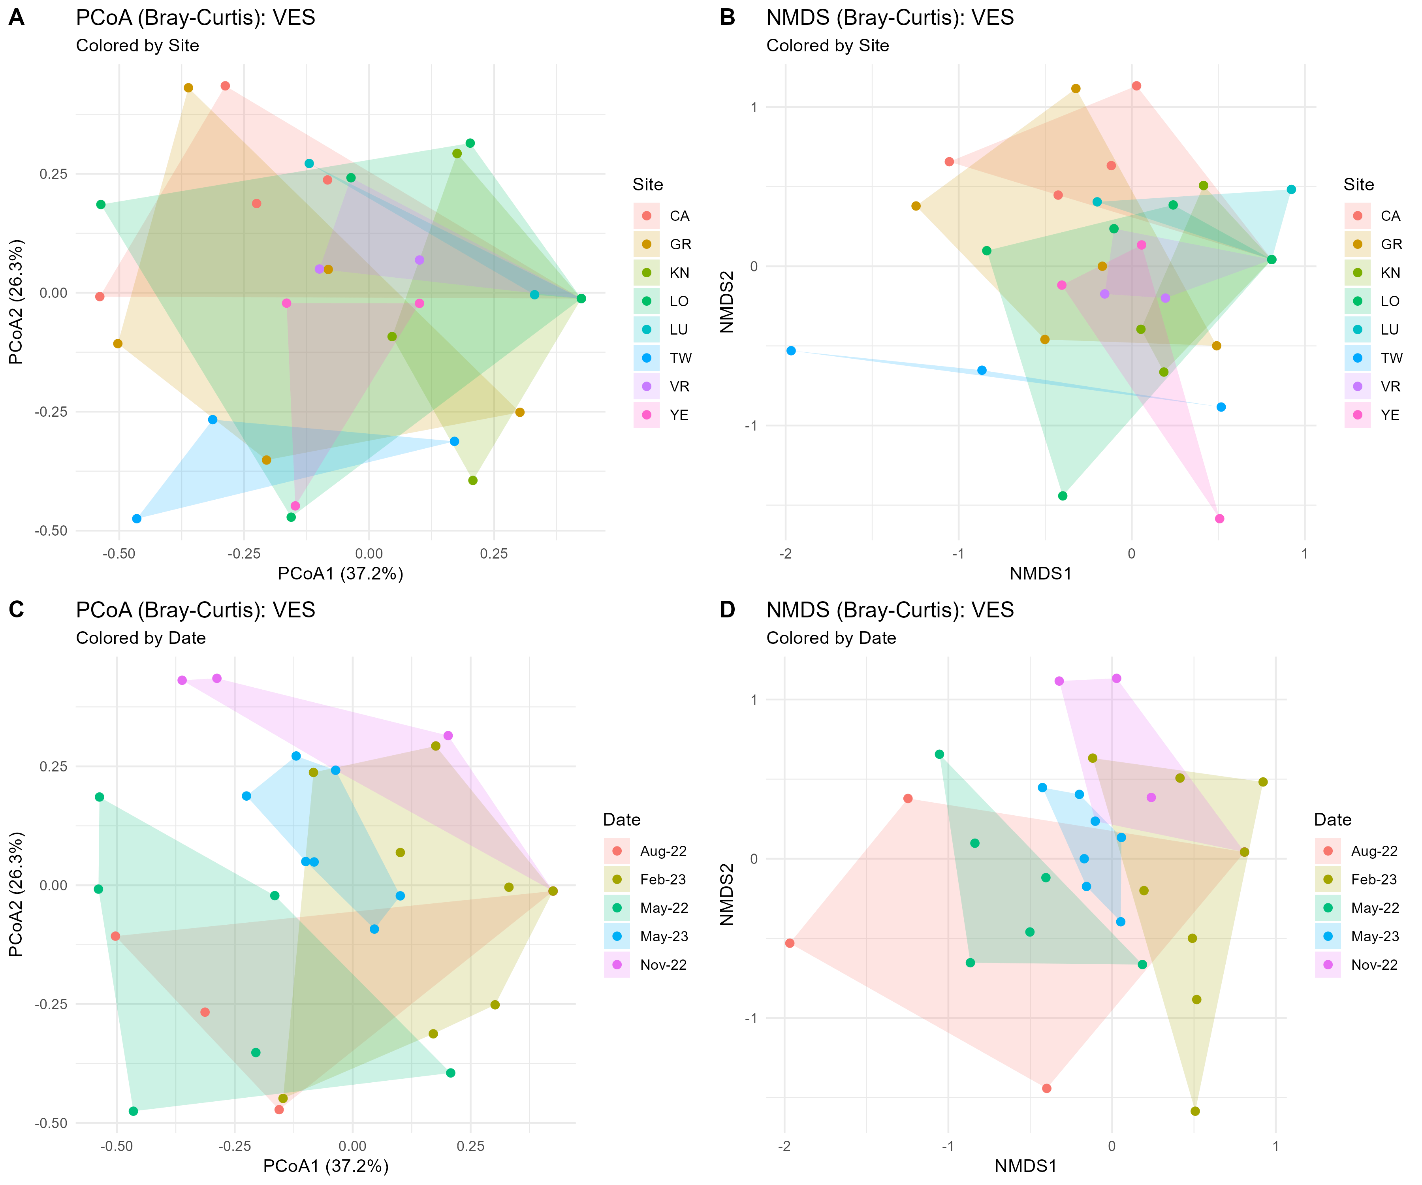 A
PCoA (Bray-Curtis): VES
Colored by Site
0.25
0.00
-0.25
-0.50
PCoA2 (26.3%)
-0.50
-0.25
0.00
0.25
PCoA1 (37.2%)
Site
CA
GR
KN
LO
LU
TW
VR
YE
B
NMDS (Bray-Curtis): VES
Colored by Site
1
0
-1
NMDS2
-2
-1
0
1
NMDS1
Site
CA
GR
KN
LO
LU
TW
VR
YE
C
PCoA (Bray-Curtis): VES
Colored by Date
0.25
0.00
-0.25
-0.50
PCoA2 (26.3%)
-0.50
-0.25
0.00
0.25
PCoA1 (37.2%)
Date
Aug-22
Feb-23
May-22
May-23
Nov-22
D
NMDS (Bray-Curtis): VES
Colored by Date
1
0
-1
NMDS2
-2
-1
0
1
NMDS1
Date
Aug-22
Feb-23
May-22
May-23
Nov-22